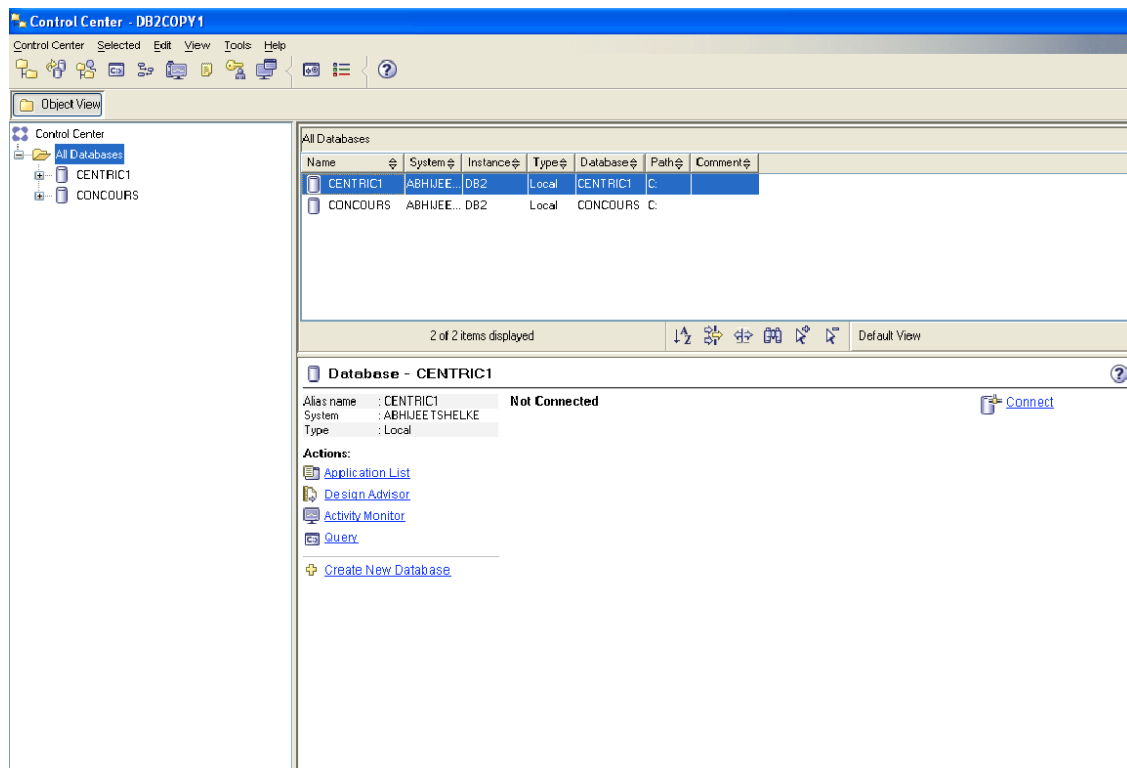 Control Center - DB2COPY1
Control Center Selected Edit View Tools Help
Object View
Control Center
All Databases
CENTRIC1
CONCOURS
All Databases
Name System Instance Type Database Path Comment
CENTRIC1 ABHIJEE... DB2 Local CENTRIC1 C:
CONCOURS ABHIJEE... DB2 Local CONCOURS C:
2 of 2 items displayed Default View
Database - CENTRIC1
Alias name : CENTRIC1 Not Connected Connect
System : ABHIJEETSHELKE
Type : Local
Actions:
Application List
Design Advisor
Activity Monitor
Query
Create New Database